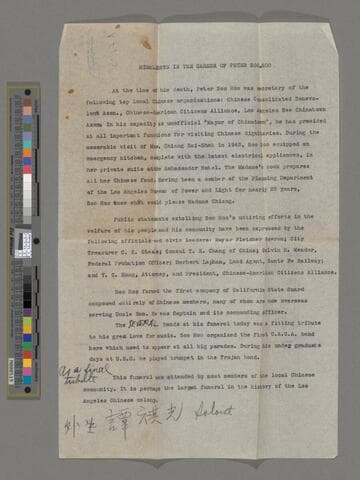 HIGHLIGHTS IN THE CAREER OF PETER SOO HOO
At the time of his death, Peter Soo Hoo was secretary of the
following top local Chinese organizations: Chinese Consolidated Benevo-
lent Assn., Chinese-American Citizens Alliance, Los Angeles New Chinatown
Assn. In his capacity as unofficial "Mayor of Chinatown", he has presided
at all important functions for visiting Chinese dignitaries. During the
memorable visit of Mme. Chiang Kai-Shek in 1943, Soo Hoo equipped an
emergency kitchen, complete with the latest electrical appliances, in
her private suite at the Ambassador Hotel. The Madame's cook prepared
all her Chinese food. Having been a member of the Planning Department
of the Los Angeles Bureau of Power and Light for nearly 20 years,
Soo Hoo knew what would please Madame Chiang.
Public statements extolling Soo Hoo's untiring efforts in the
welfare of his people and his community have been expressed by the
following officials and civic leaders: Mayor Fletcher Bowron; City
Treasurer C. E. Stead; Consul T. K. Chang of China; Calvin H. Meador,
Federal Probation Officer; Herbert Lapham, Land Agent, Santa Fe Railway;
and Y. C. Hong, Attorney, and President, Chinese-American Citizens Alliance.
Soo Hoo formed the first company of California State Guard
composed entirely of Chinese members, many of whom are now overseas
serving Uncle Sam. He was Captain and its commanding officer.
The SEVERAL bands at his funeral today was a fitting tribute
to his great love for music. Soo Hoo organized the first C.A.C.A. band
here which used to appear at all big parades. During his under graduate
days at U.S.C. he played trumpet in the Trojan band.
As a final
tribute
This funeral was attended by most members of the local Chinese
community. It is perhaps the largest funeral in the history of the Los
Angeles Chinese colony.
外 生 譚 棋 光